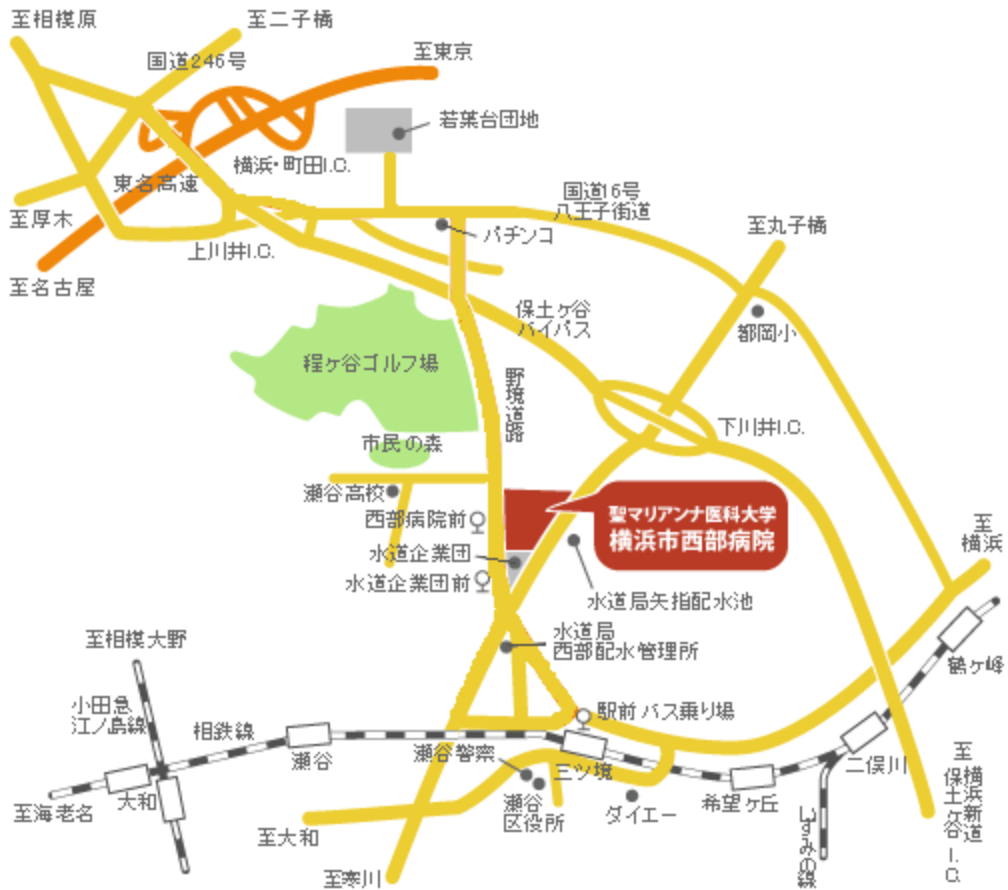 至相模原
至二子橋
国道246号
至東京
若葉台団地
横浜・町田I.C.
東名高速
至厚木
国道16号
八王子街道
至丸子橋
パチンコ
上川井I.C.
至名古屋
保土ヶ谷
バイパス
都岡小
程ヶ谷ゴルフ場
野境道路
下川井I.C.
市民の森
瀬谷高校
西部病院前
聖マリアンナ医科大学
横浜市西部病院
至
横浜
水道企業団
水道企業団前
水道局矢指配水池
水道局
西部配水管理所
至相模大野
鶴ヶ峰
小田急
江ノ島線
相鉄線
駅前バス乗り場
瀬谷
瀬谷警察
三ツ境
二俣川
至
横浜新道
保土ヶ谷I.C.
大和
至海老名
瀬谷
区役所
ダイエー
希望ヶ丘
いずみの線
至大和
至寒川